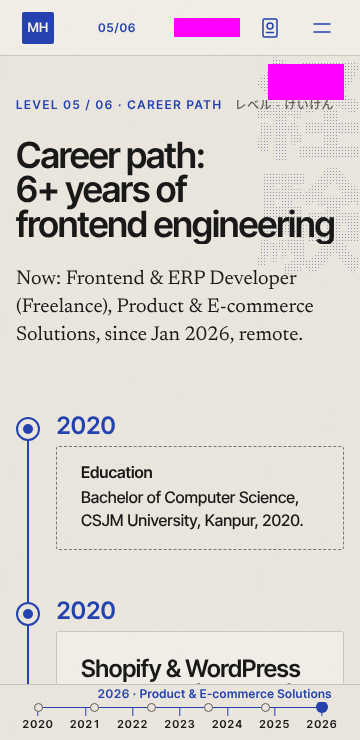 MH
05/06
LEVEL 05 / 06 · CAREER PATH レベル · けいけん
経
験
Career path:
6+ years of
frontend engineering
Now: Frontend & ERP Developer
(Freelance), Product & E-commerce
Solutions, since Jan 2026, remote.
2020
Education
Bachelor of Computer Science,
CSJM University, Kanpur, 2020.
2020
Shopify & WordPress
2026 · Product & E-commerce Solutions
2020 2021 2022 2023 2024 2025 2026